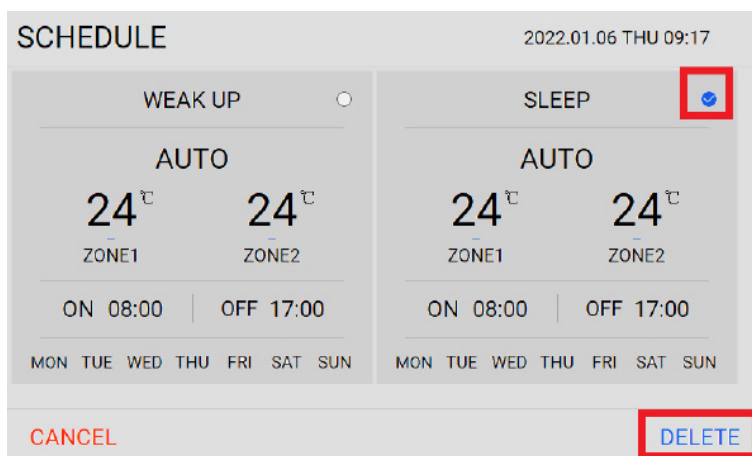 SCHEDULE
2022.01.06 THU 09:17
WEAK UP
AUTO
24℃ 24℃
ZONE1 ZONE2
ON 08:00 OFF 17:00
MON TUE WED THU FRI SAT SUN
SLEEP
AUTO
24℃ 24℃
ZONE1 ZONE2
ON 08:00 OFF 17:00
MON TUE WED THU FRI SAT SUN
CANCEL
DELETE